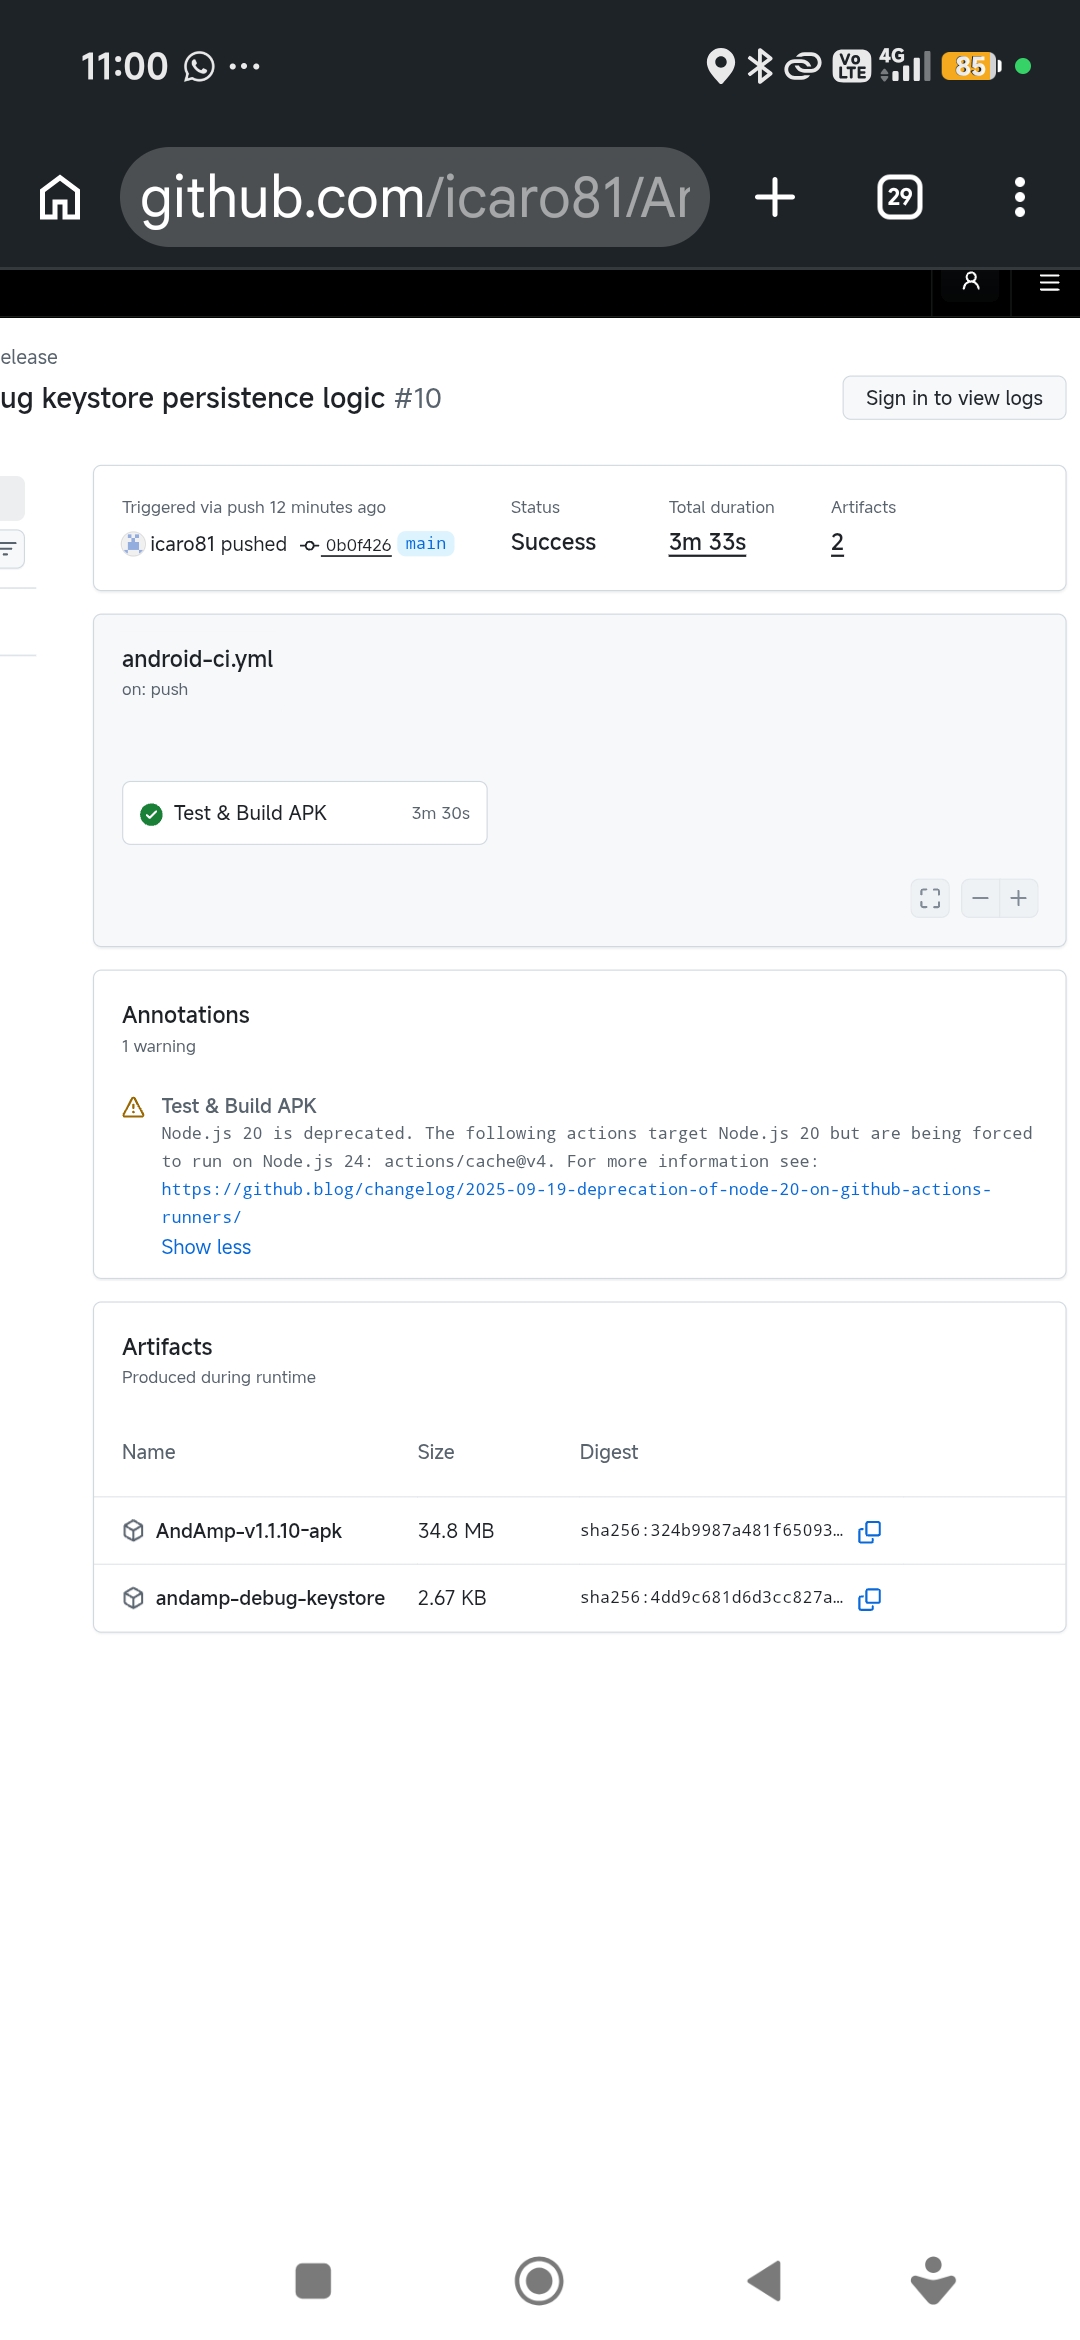 11:00
Vo LTE
4G
85
github.com/icaro81/Ar
29
elease
ug keystore persistence logic #10
Sign in to view logs
Triggered via push 12 minutes ago
icaro81 pushed 0b0f426 main
Status
Success
Total duration
3m 33s
Artifacts
2
android-ci.yml
on: push
Test & Build APK 3m 30s
Annotations
1 warning
Test & Build APK
Node.js 20 is deprecated. The following actions target Node.js 20 but are being forced
to run on Node.js 24: actions/cache@v4. For more information see:
https://github.blog/changelog/2025-09-19-deprecation-of-node-20-on-github-actions-
runners/
Show less
Artifacts
Produced during runtime
Name Size Digest
AndAmp-v1.1.10-apk 34.8 MB sha256:324b9987a481f65093…
andamp-debug-keystore 2.67 KB sha256:4dd9c681d6d3cc827a…